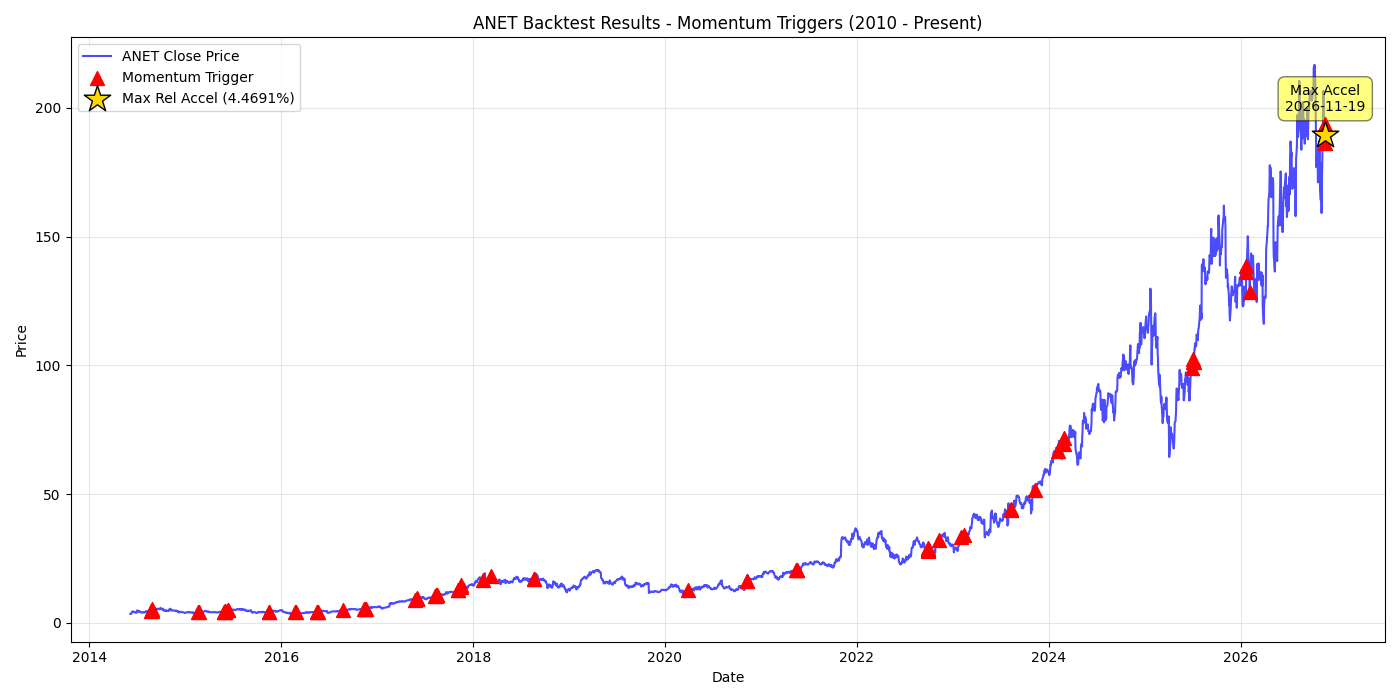 ANET Backtest Results - Momentum Triggers (2010 - Present)
ANET Close Price
Momentum Trigger
Max Rel Accel (4.4691%)
Max Accel
2026-11-19
Price
200
150
100
50
0
2014
2016
2018
2020
2022
2024
2026
Date